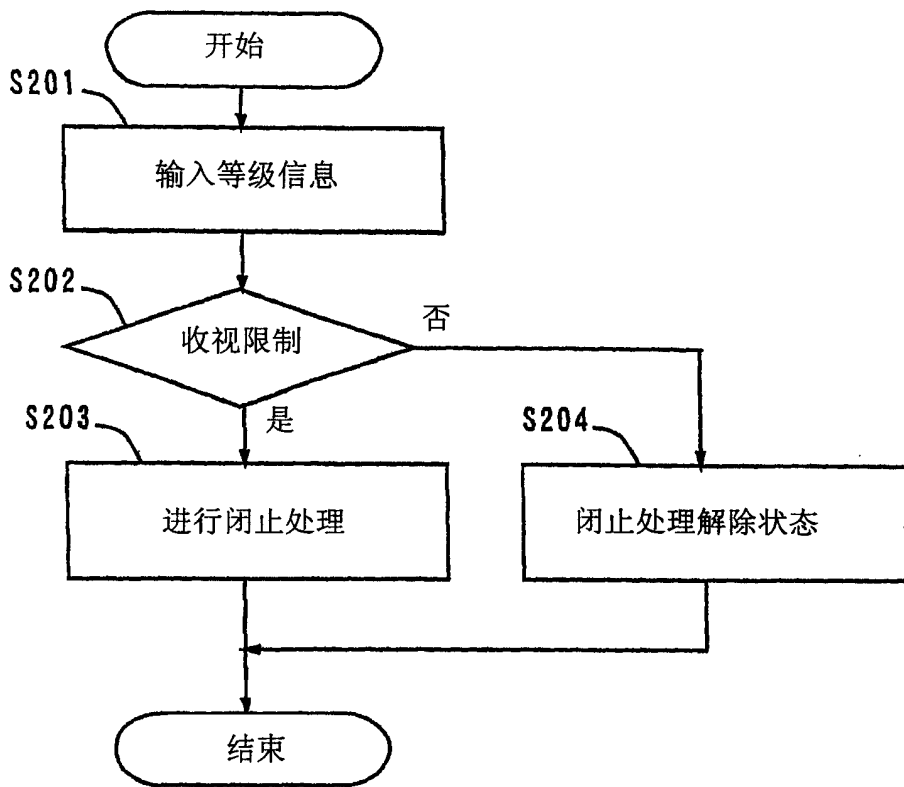 开始
S201
输入等级信息
S202
收视限制
否
是
S203
进行闭止处理
S204
闭止处理解除状态
结束